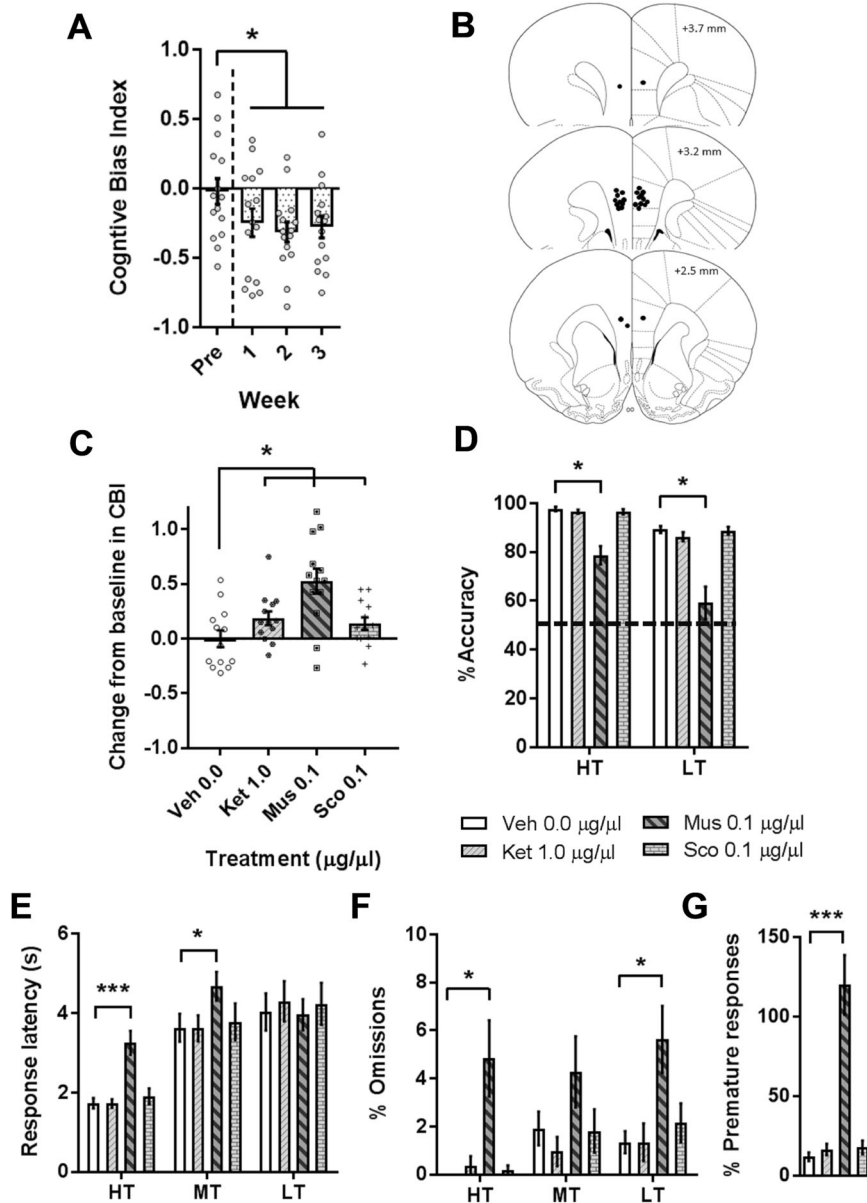 A
*
1.0
0.5
0.0
-0.5
-1.0
Cogntive Bias Index
Pre
1
2
3
Week
B
+3.7 mm
+3.2 mm
+2.5 mm
C
*
1.0
0.5
0.0
-0.5
-1.0
Change from baseline in CBI
Veh 0.0
Ket 1.0
Mus 0.1
Sco 0.1
Treatment (µg/µl)
D
*
*
100
80
60
40
20
0
% Accuracy
HT
LT
Veh 0.0 µg/µl
Mus 0.1 µg/µl
Ket 1.0 µg/µl
Sco 0.1 µg/µl
E
***
*
6
4
2
0
Response latency (s)
HT
MT
LT
F
*
*
10
8
6
4
2
0
% Omissions
HT
MT
LT
G
***
150
100
50
0
% Premature responses